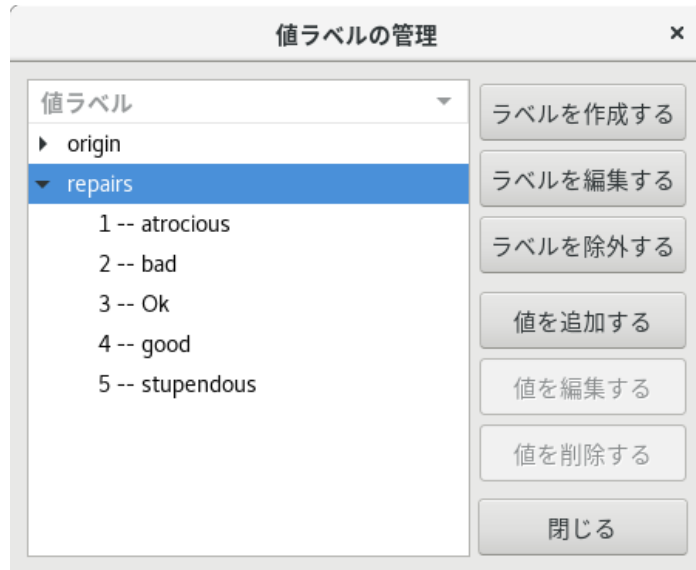 値ラベルの管理
値ラベル
origin
repairs
1 -- atrocious
2 -- bad
3 -- Ok
4 -- good
5 -- stupendous
ラベルを作成する
ラベルを編集する
ラベルを除外する
値を追加する
値を編集する
値を削除する
閉じる